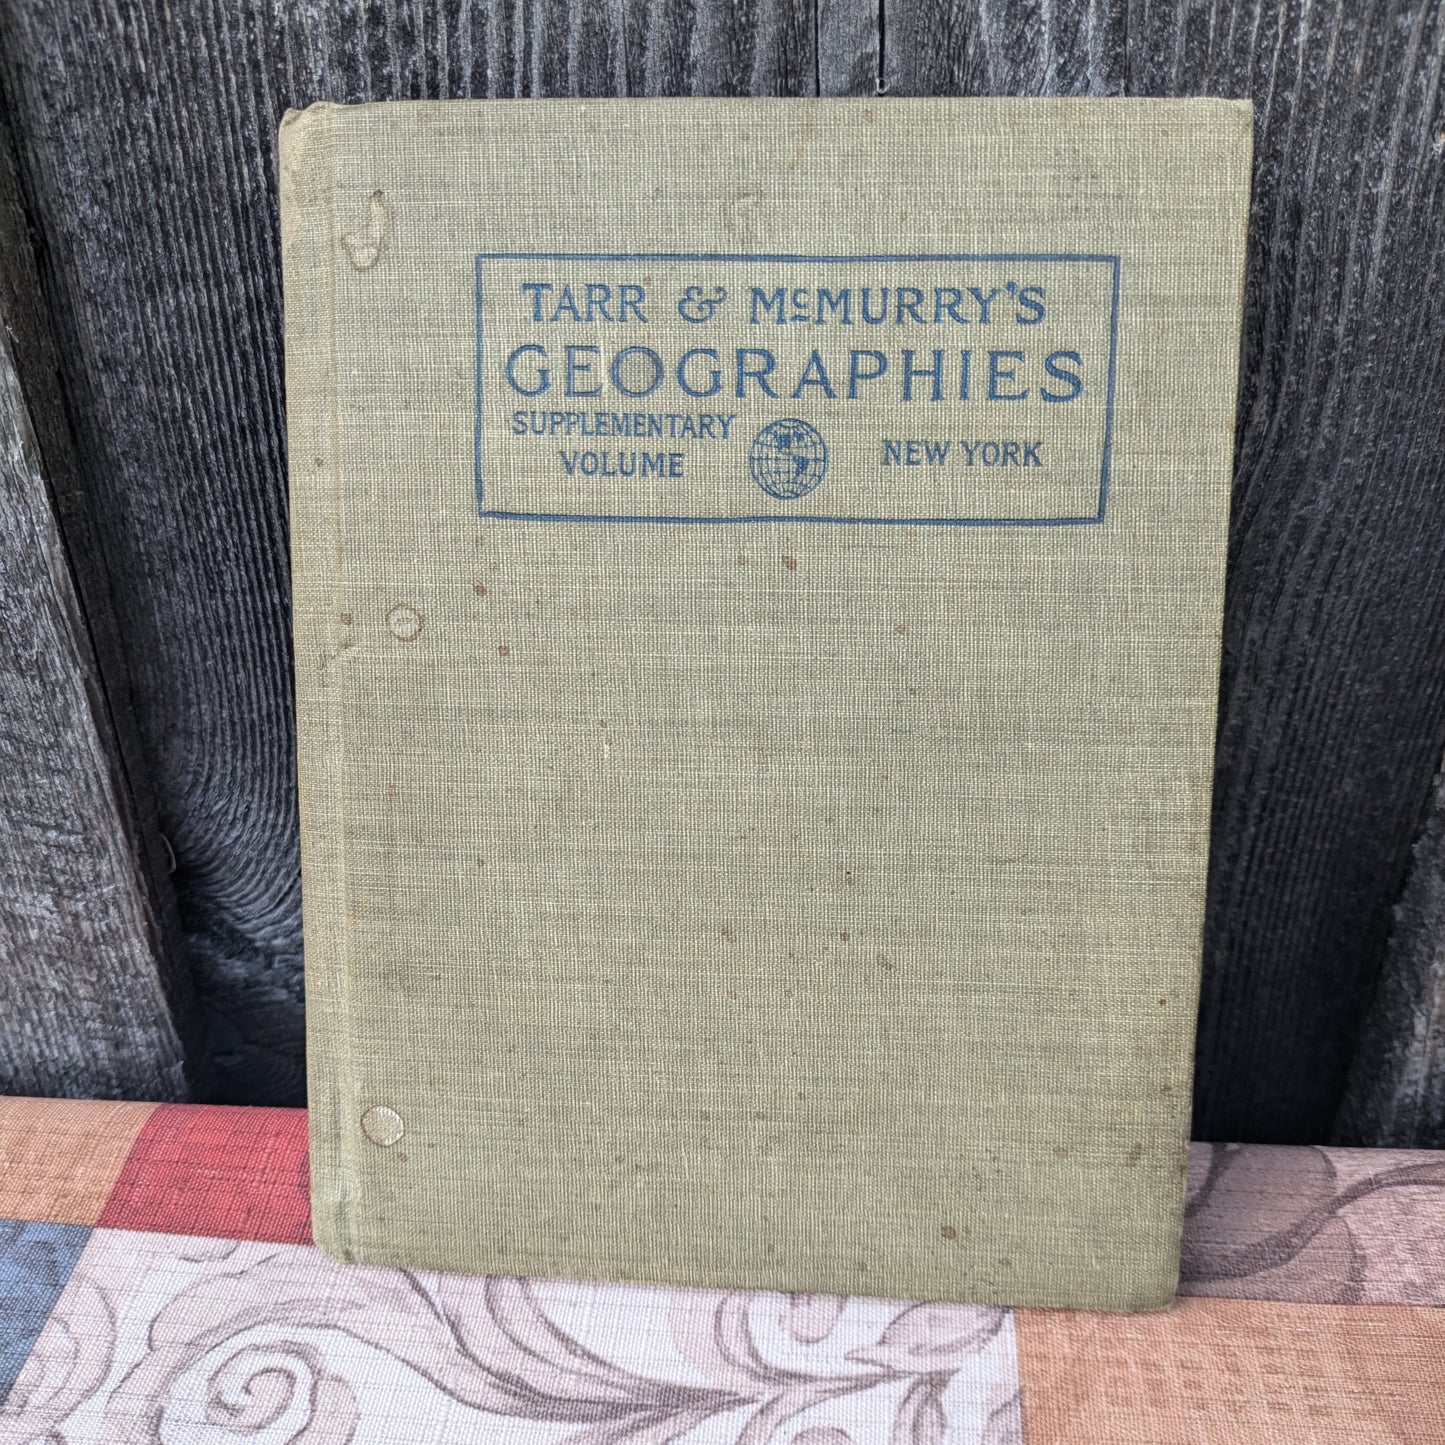 TARR & McMURRY'S
GEOGRAPHIES
SUPPLEMENTARY
VOLUME
NEW YORK